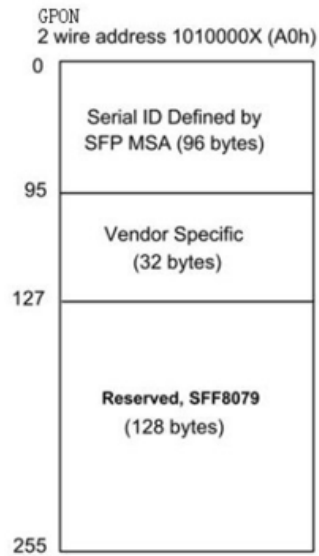 GPON
2 wire address 1010000X (A0h)
0
Serial ID Defined by
SFP MSA (96 bytes)
95
Vendor Specific
(32 bytes)
127
Reserved, SFF8079
(128 bytes)
255